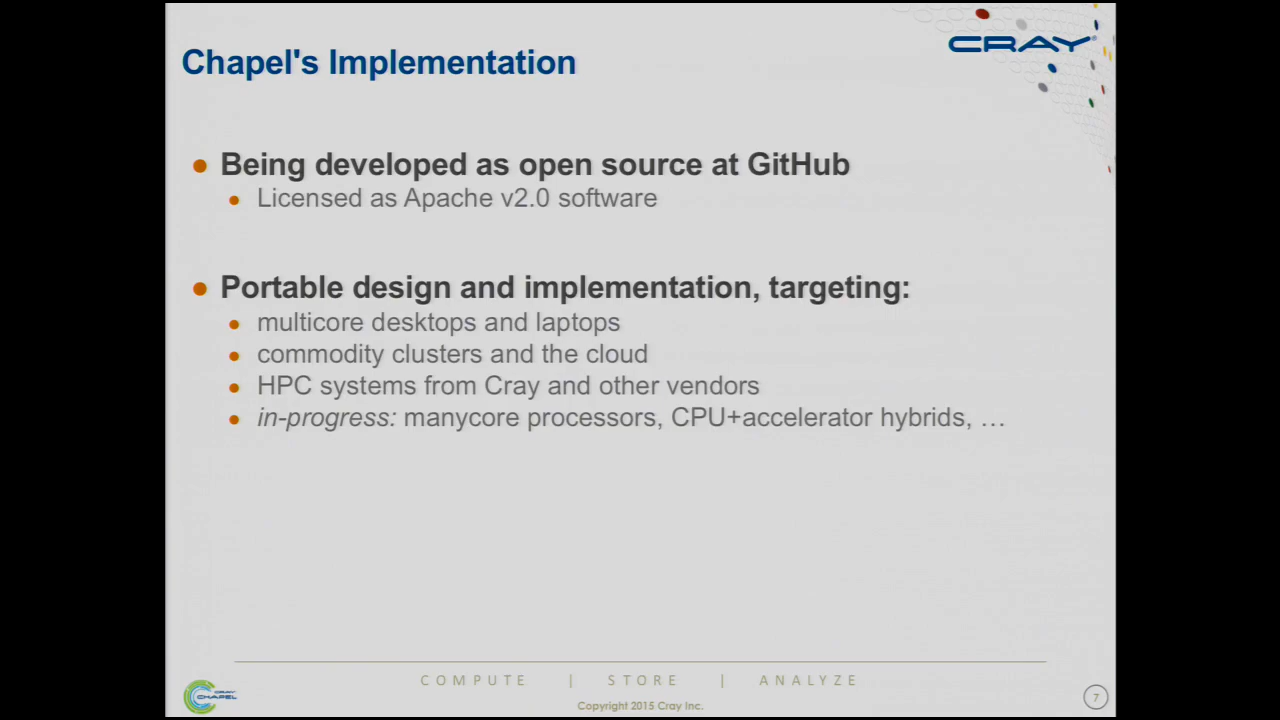 CRAY
Chapel's Implementation
● Being developed as open source at GitHub
● Licensed as Apache v2.0 software
● Portable design and implementation, targeting:
● multicore desktops and laptops
● commodity clusters and the cloud
● HPC systems from Cray and other vendors
● in-progress: manycore processors, CPU+accelerator hybrids, …
COMPUTE | STORE | ANALYZE
Copyright 2015 Cray Inc.
CRAY
CHAPEL
7